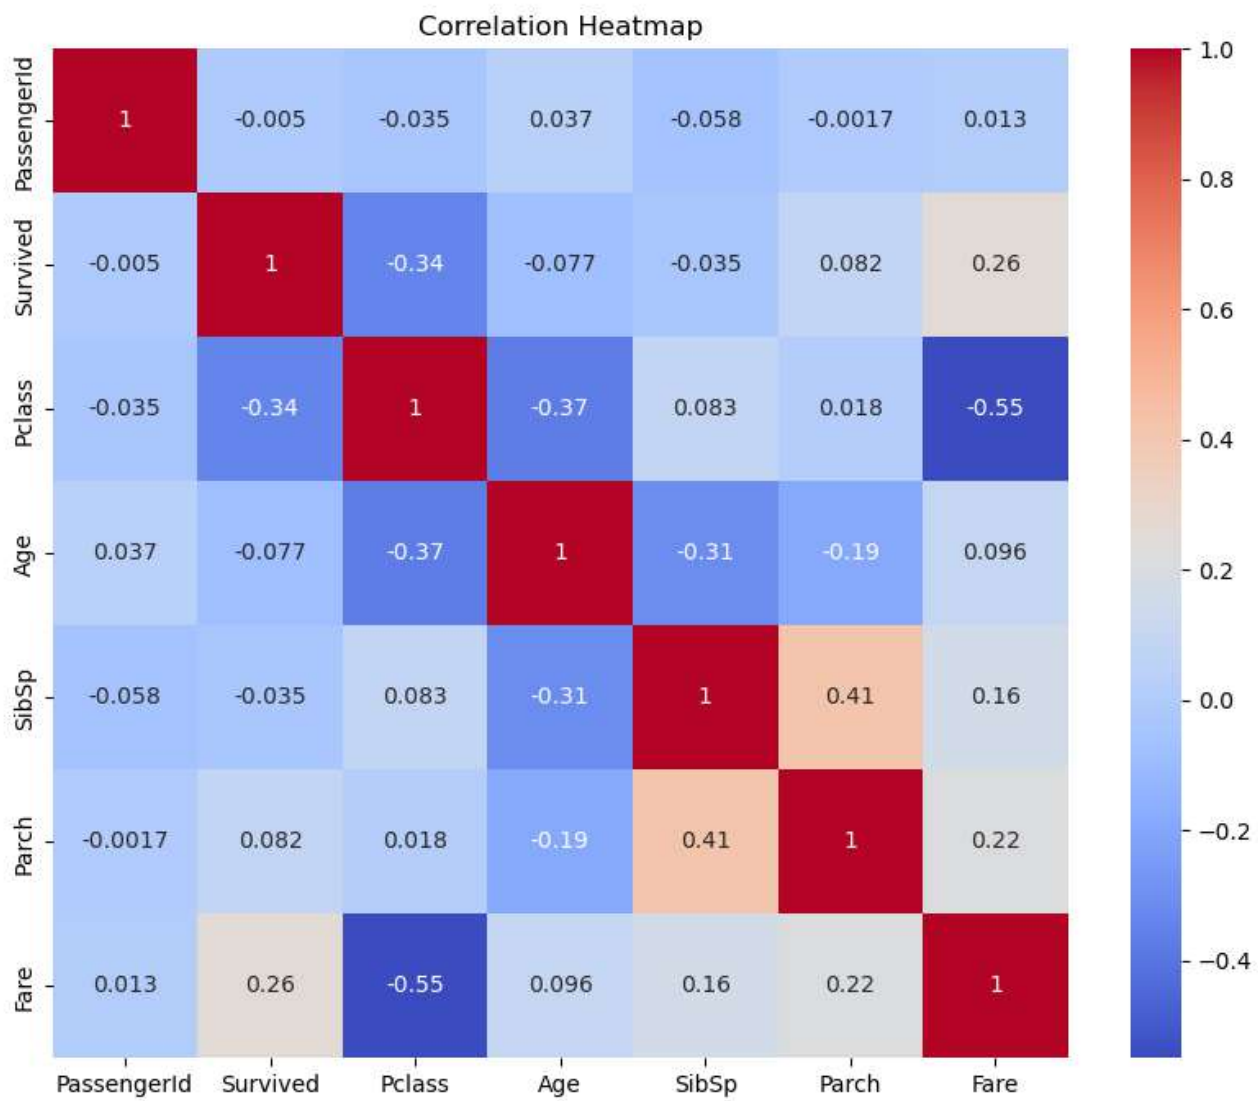 Correlation Heatmap
PassengerId 1 -0.005 -0.035 0.037 -0.058 -0.0017 0.013
Survived -0.005 1 -0.34 -0.077 -0.035 0.082 0.26
Pclass -0.035 -0.34 1 -0.37 0.083 0.018 -0.55
Age 0.037 -0.077 -0.37 1 -0.31 -0.19 0.096
SibSp -0.058 -0.035 0.083 -0.31 1 0.41 0.16
Parch -0.0017 0.082 0.018 -0.19 0.41 1 0.22
Fare 0.013 0.26 -0.55 0.096 0.16 0.22 1
PassengerId Survived Pclass Age SibSp Parch Fare
1.0
0.8
0.6
0.4
0.2
0.0
−0.2
−0.4